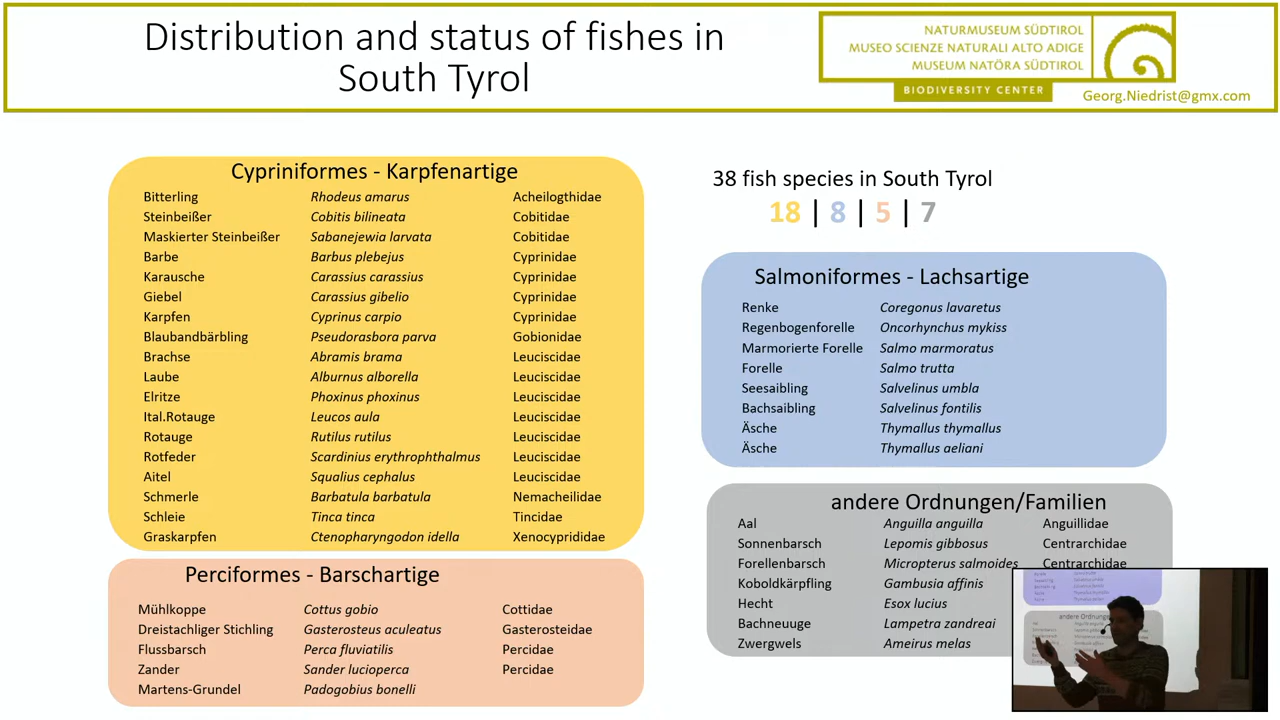 Distribution and status of fishes in
South Tyrol
NATURMUSEUM SÜDTIROL
MUSEO SCIENZE NATURALI ALTO ADIGE
MUSEUM NATÖRA SÜDTIROL
BIODIVERSITY CENTER
Georg.Niedrist@gmx.com
Cypriniformes - Karpfenartige
Bitterling Rhodeus amarus Acheilogthidae
Steinbeißer Cobitis bilineata Cobitidae
Maskierter Steinbeißer Sabanejewia larvata Cobitidae
Barbe Barbus plebejus Cyprinidae
Karausche Carassius carassius Cyprinidae
Giebel Carassius gibelio Cyprinidae
Karpfen Cyprinus carpio Cyprinidae
Blaubandbärbling Pseudorasbora parva Gobionidae
Brachse Abramis brama Leuciscidae
Laube Alburnus alborella Leuciscidae
Elritze Phoxinus phoxinus Leuciscidae
Ital.Rotauge Leucos aula Leuciscidae
Rotauge Rutilus rutilus Leuciscidae
Rotfeder Scardinius erythrophthalmus Leuciscidae
Aitel Squalius cephalus Leuciscidae
Schmerle Barbatula barbatula Nemacheilidae
Schleie Tinca tinca Tincidae
Graskarpfen Ctenopharyngodon idella Xenocyprididae
Perciformes - Barschartige
Mühlkoppe Cottus gobio Cottidae
Dreistachliger Stichling Gasterosteus aculeatus Gasterosteidae
Flussbarsch Perca fluviatilis Percidae
Zander Sander lucioperca Percidae
Martens-Grundel Padogobius bonelli
38 fish species in South Tyrol
18 | 8 | 5 | 7
Salmoniformes - Lachsartige
Renke Coregonus lavaretus
Regenbogenforelle Oncorhynchus mykiss
Marmorierte Forelle Salmo marmoratus
Forelle Salmo trutta
Seesaibling Salvelinus umbla
Bachsaibling Salvelinus fontilis
Äsche Thymallus thymallus
Äsche Thymallus aeliani
andere Ordnungen/Familien
Aal Anguilla anguilla Anguillidae
Sonnenbarsch Lepomis gibbosus Centrarchidae
Forellenbarsch Micropterus salmoides Centrarchidae
Koboldkärpfling Gambusia affinis
Hecht Esox lucius
Bachneuge Lampetra zandreai
Zwergwels Ameirus melas
andere Ordnung